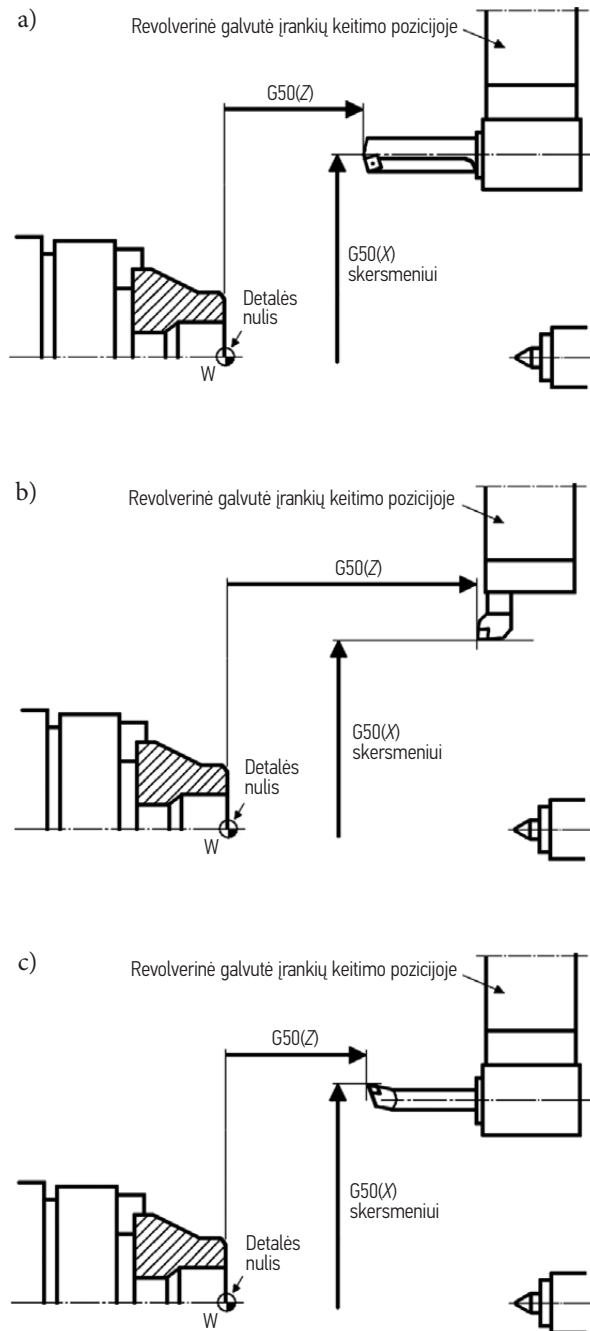 a)
Revolverinė galvutė įrankių keitimo pozicijoje
G50(Z)
G50(X)
skersmeniui
Detalės
nulis
W
b)
Revolverinė galvutė įrankių keitimo pozicijoje
G50(Z)
G50(X)
skersmeniui
Detalės
nulis
W
c)
Revolverinė galvutė įrankių keitimo pozicijoje
G50(Z)
G50(X)
skersmeniui
Detalės
nulis
W